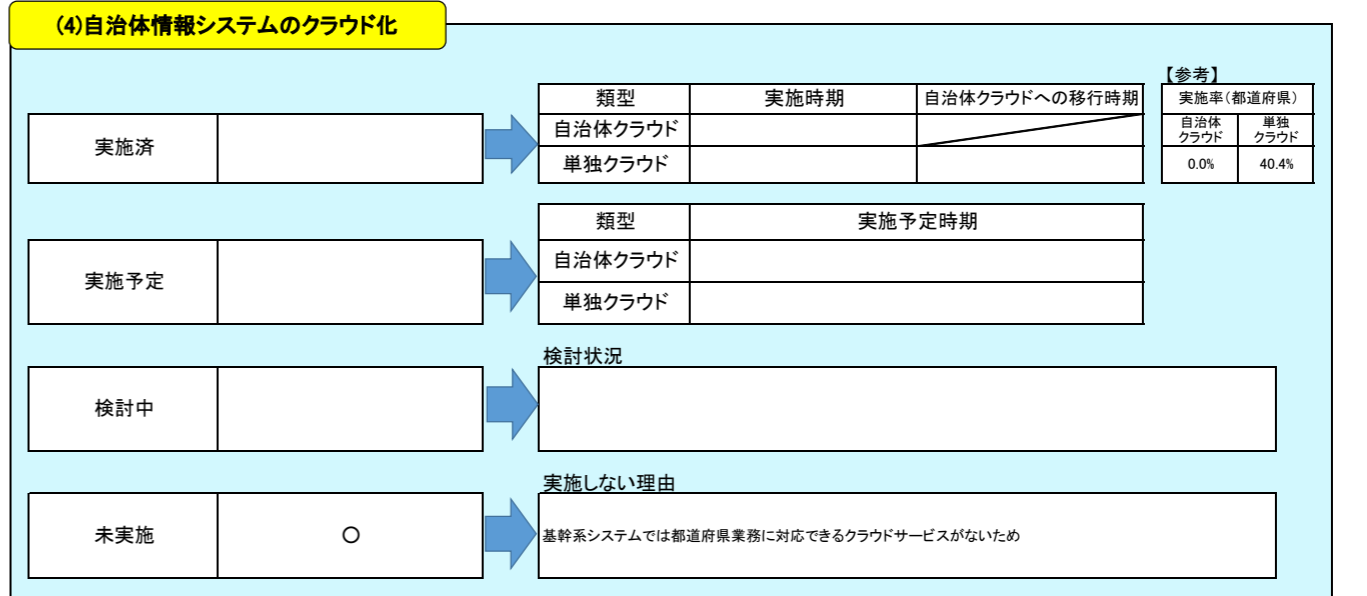 (4)自治体情報システムのクラウド化
【参考】
類型 実施時期 自治体クラウドへの移行時期 実施率(都道府県)
実施済 自治体クラウド 自治体 単独
クラウド クラウド
単独クラウド 0.0% 40.4%
類型 実施予定時期
実施予定 自治体クラウド
単独クラウド
検討状況
検討中
実施しない理由
未実施 ○ 基幹系システムでは都道府県業務に対応できるクラウドサービスがないため